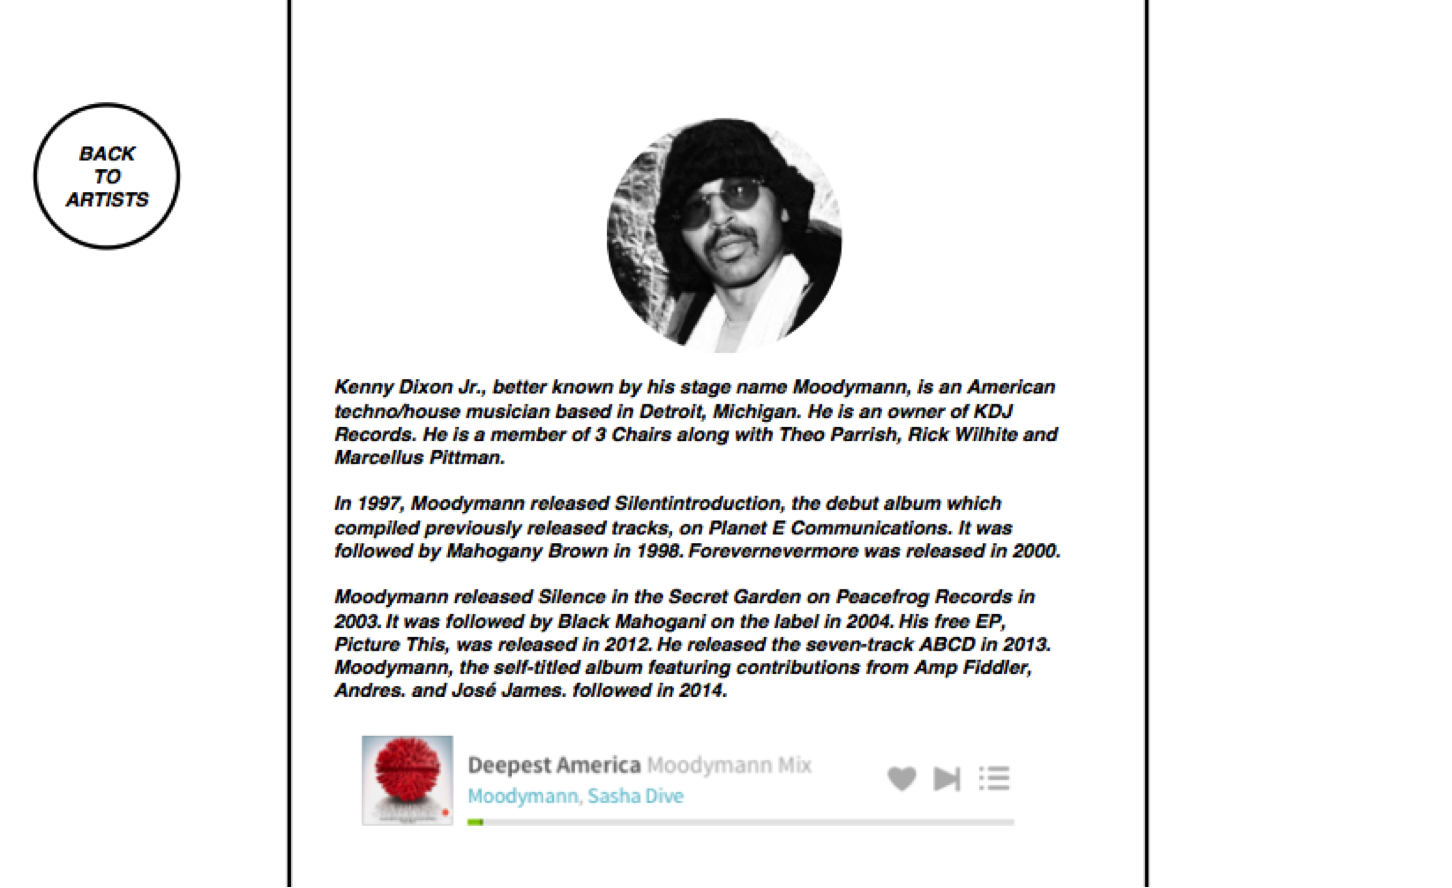 BACK
TO
ARTISTS
Kenny Dixon Jr., better known by his stage name Moodymann, is an American
techno/house musician based in Detroit, Michigan. He is an owner of KDJ
Records. He is a member of 3 Chairs along with Theo Parrish, Rick Wilhite and
Marcellus Pittman.
In 1997, Moodymann released Silentintroduction, the debut album which
compiled previously released tracks, on Planet E Communications. It was
followed by Mahogany Brown in 1998. Forevernevermore was released in 2000.
Moodymann released Silence in the Secret Garden on Peacefrog Records in
2003. It was followed by Black Mahogani on the label in 2004. His free EP,
Picture This, was released in 2012. He released the seven-track ABCD in 2013.
Moodymann, the self-titled album featuring contributions from Amp Fiddler,
Andres. and José James. followed in 2014.
Deepest America Moodymann Mix
Moodymann, Sasha Dive